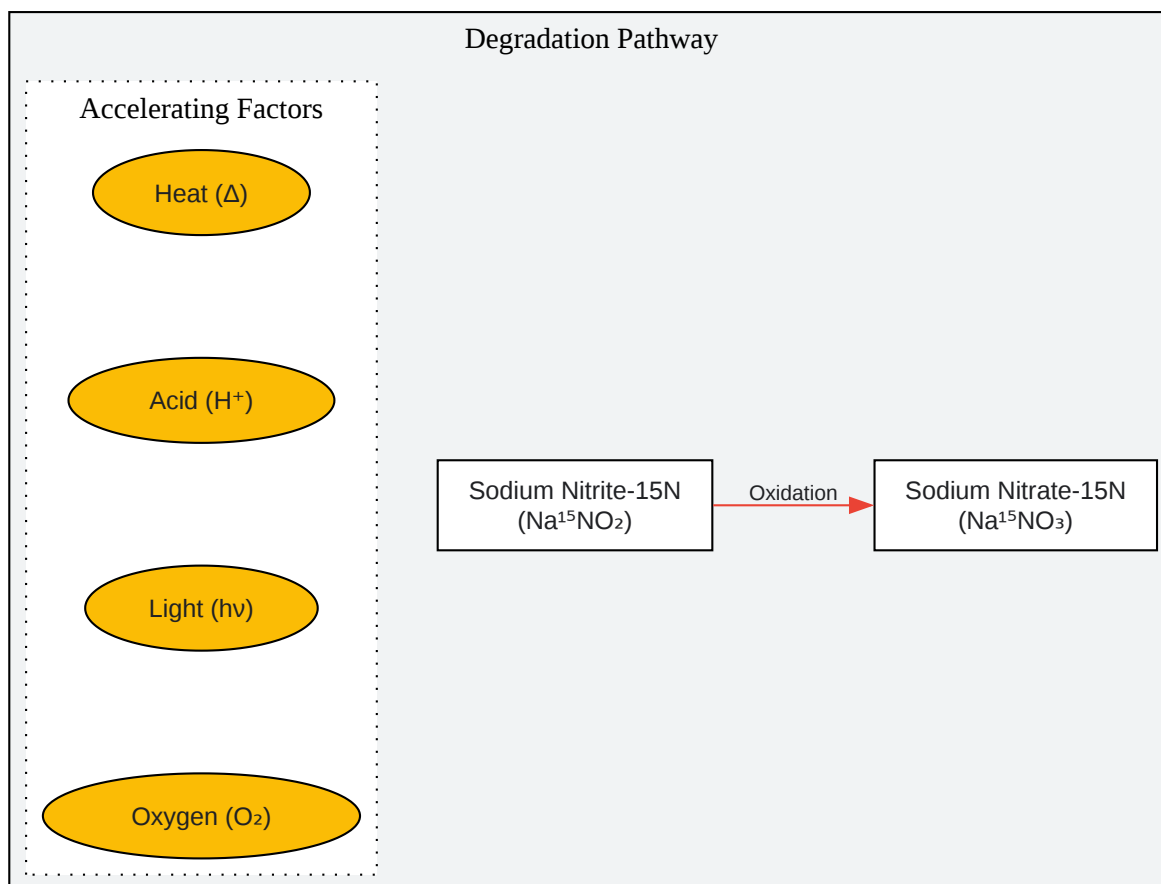 Degradation Pathway
Accelerating Factors
Heat (Δ)
Acid (H⁺)
Light (hν)
Oxygen (O₂)
Sodium Nitrite-15N
(Na¹⁵NO₂)
Oxidation
Sodium Nitrate-15N
(Na¹⁵NO₃)